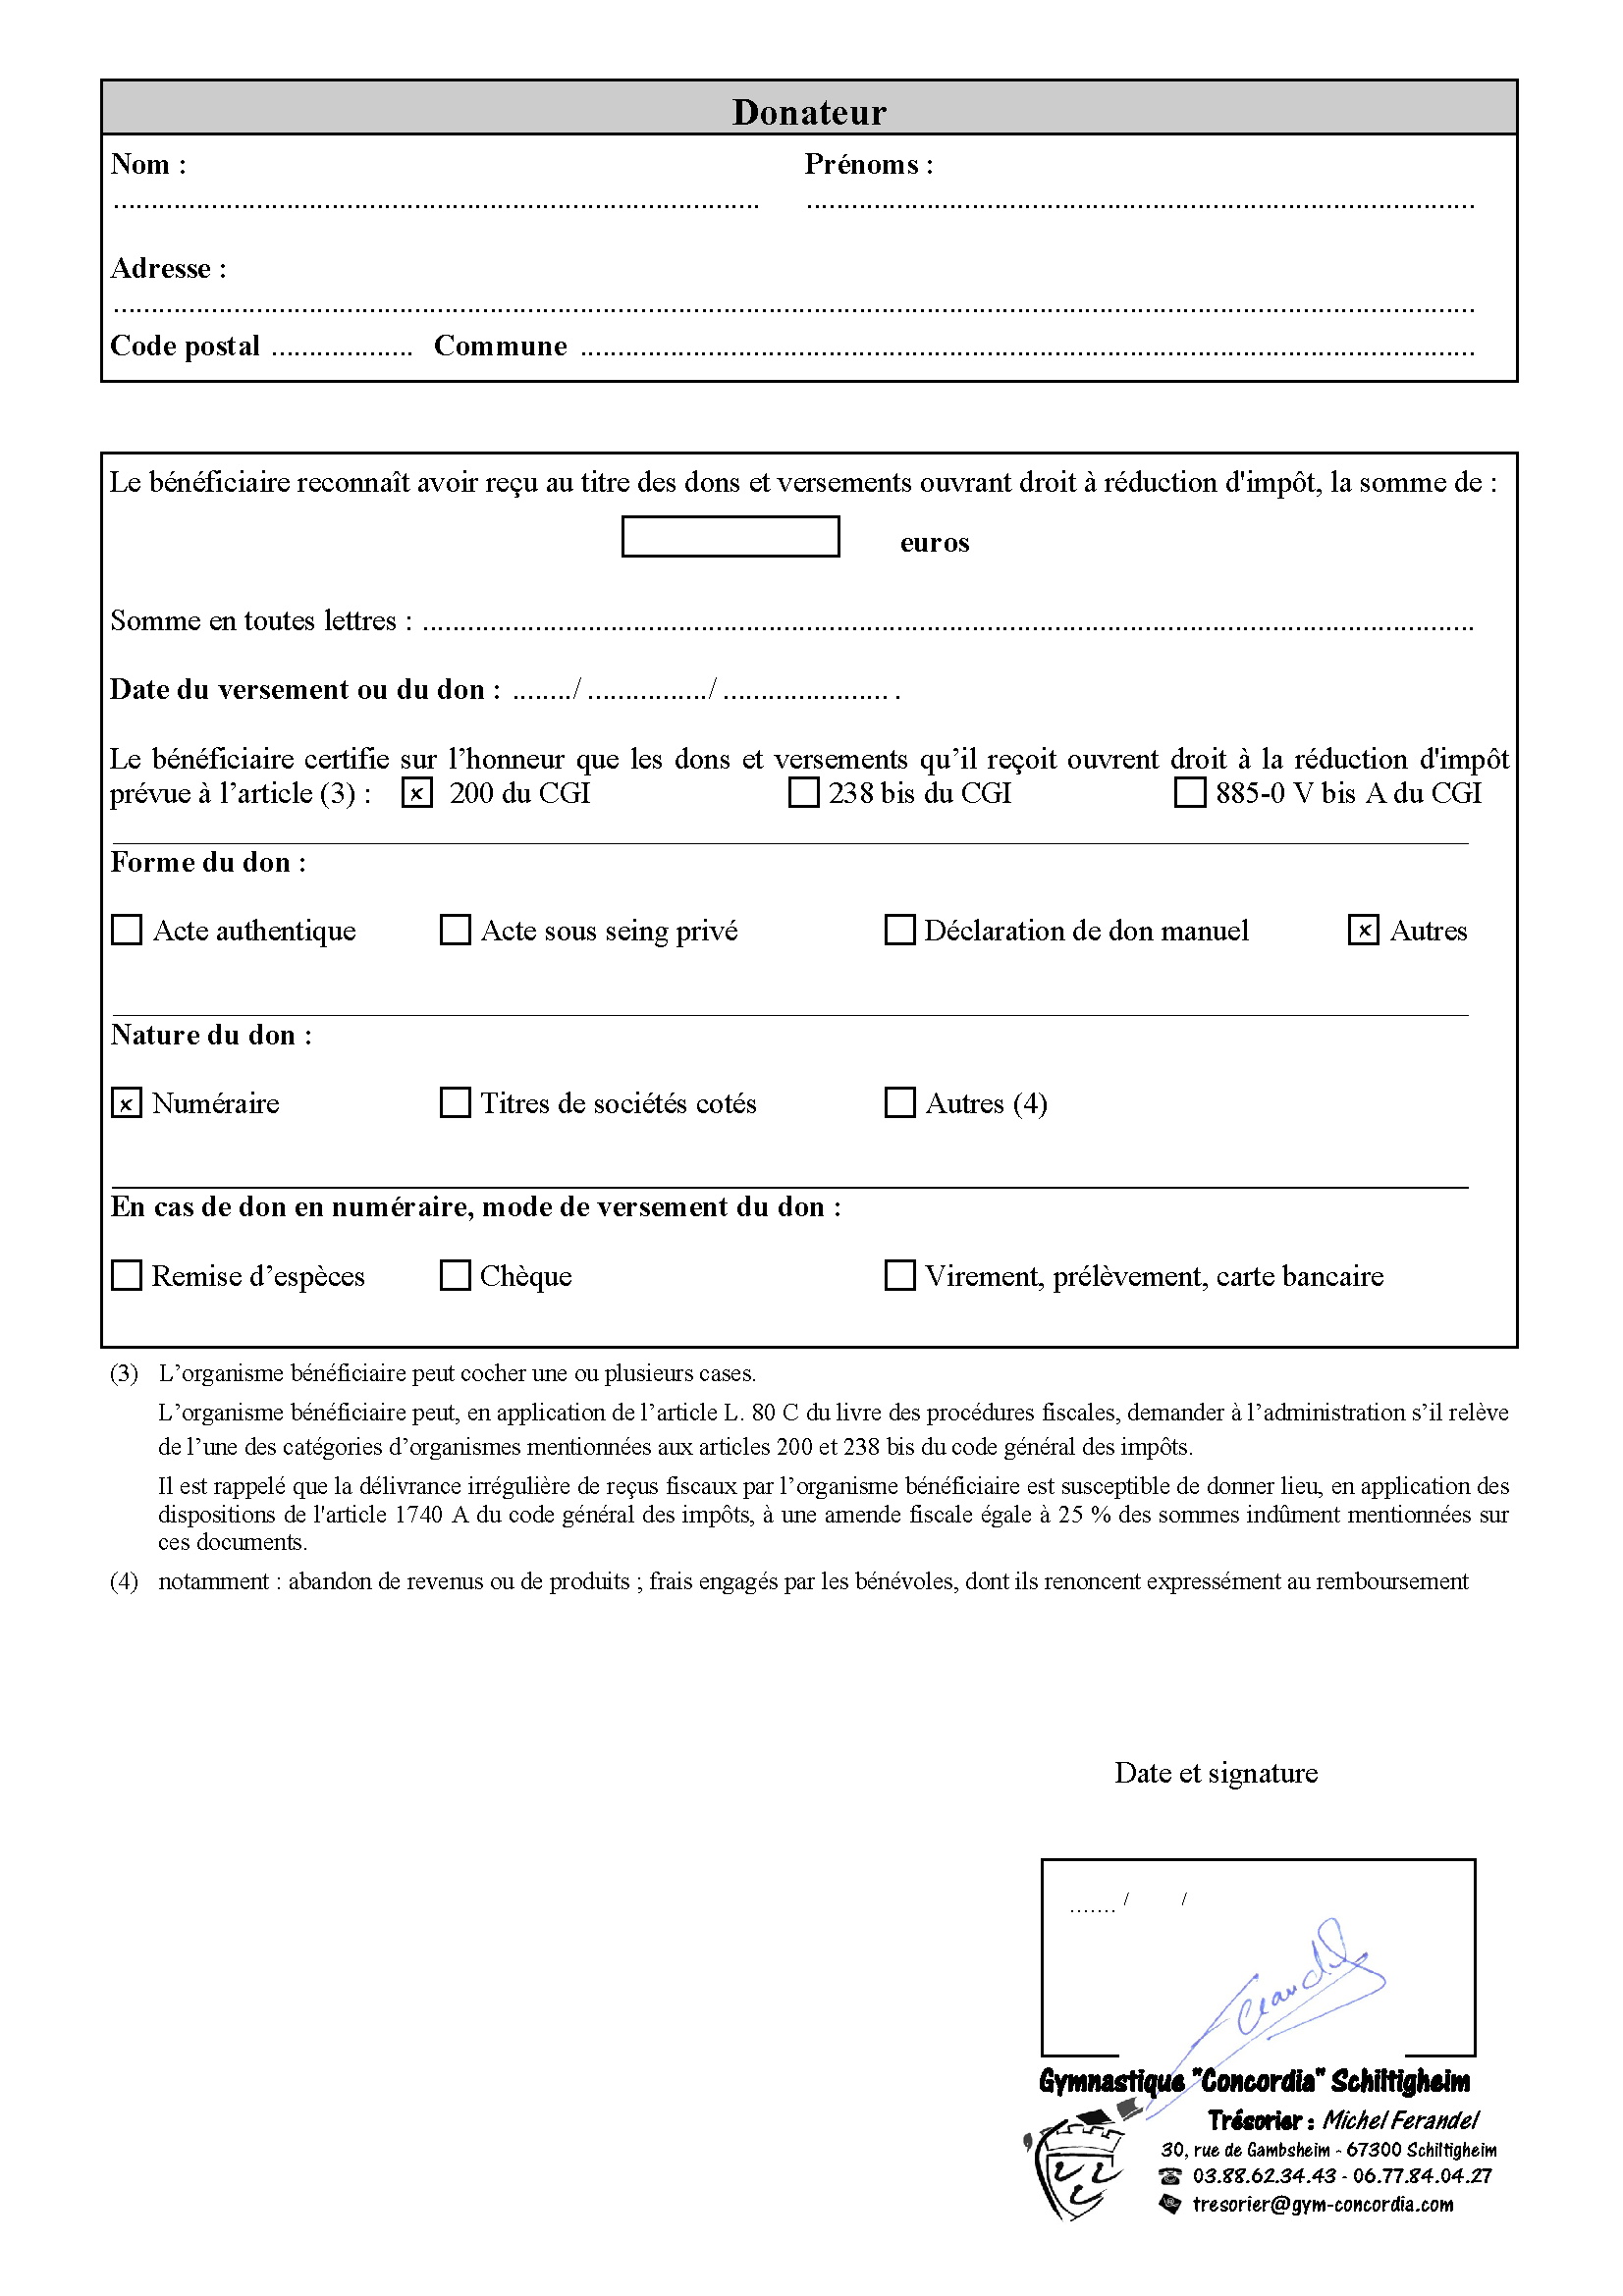 Donateur
Nom :
Prénoms :
................................................................................
................................................................................
Adresse :
................................................................................
Code postal ................... Commune ................................................................................
Le bénéficiaire reconnaît avoir reçu au titre des dons et versements ouvrant droit à réduction d'impôt, la somme de :
euros
Somme en toutes lettres : ................................................................................
Date du versement ou du don : ......../ ................/ ...................... .
Le bénéficiaire certifie sur l’honneur que les dons et versements qu’il reçoit ouvrent droit à la réduction d'impôt
prévue à l’article (3) : x 200 du CGI 238 bis du CGI 885-0 V bis A du CGI
Forme du don :
Acte authentique Acte sous seing privé Déclaration de don manuel x Autres
Nature du don :
x Numéraire Titres de sociétés cotés Autres (4)
En cas de don en numéraire, mode de versement du don :
Remise d’espèces Chèque Virement, prélèvement, carte bancaire
(3) L’organisme bénéficiaire peut cocher une ou plusieurs cases.
L’organisme bénéficiaire peut, en application de l’article L. 80 C du livre des procédures fiscales, demander à l’administration s’il relève
de l’une des catégories d’organismes mentionnées aux articles 200 et 238 bis du code général des impôts.
Il est rappelé que la délivrance irrégulière de reçus fiscaux par l’organisme bénéficiaire est susceptible de donner lieu, en application des
dispositions de l'article 1740 A du code général des impôts, à une amende fiscale égale à 25 % des sommes indûment mentionnées sur
ces documents.
(4) notamment : abandon de revenus ou de produits ; frais engagés par les bénévoles, dont ils renoncent expressément au remboursement
Date et signature
....... / /
Gymnastique "Concordia" Schiltigheim
Trésorier : Michel Ferandel
30, rue de Gambsheim - 67300 Schiltigheim
03.88.62.34.43 - 06.77.84.04.27
tresorier@gym-concordia.com